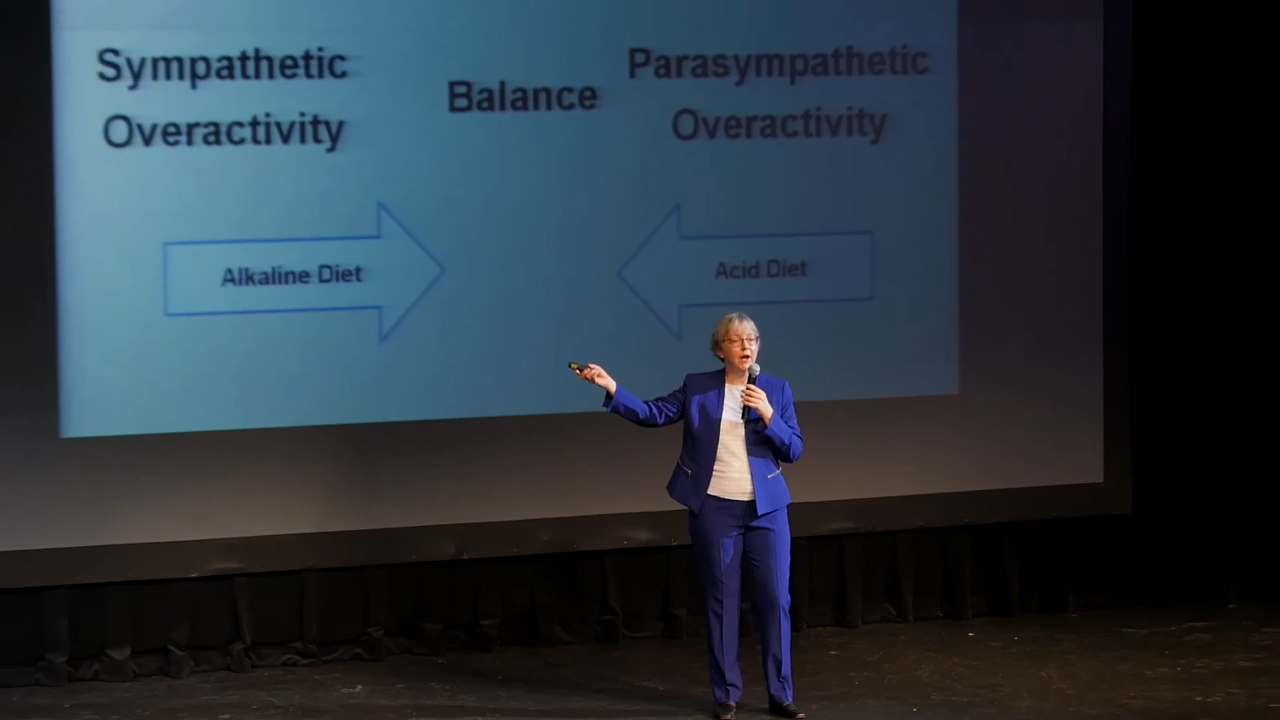 Sympathetic
Overactivity
Balance
Parasympathetic
Overactivity
Alkaline Diet
Acid Diet